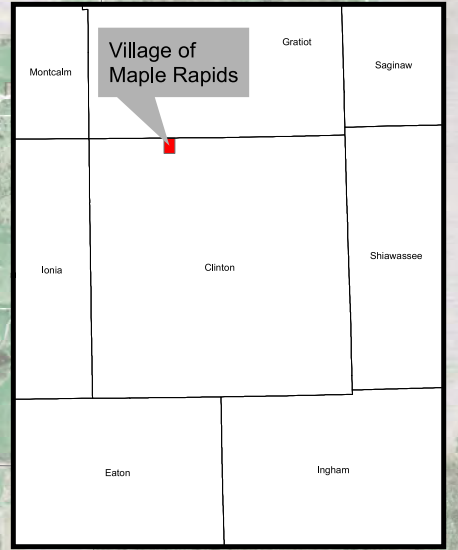 Village of
Maple Rapids
Gratiot
Saginaw
Montcalm
Shiawassee
Ionia
Clinton
Eaton
Ingham